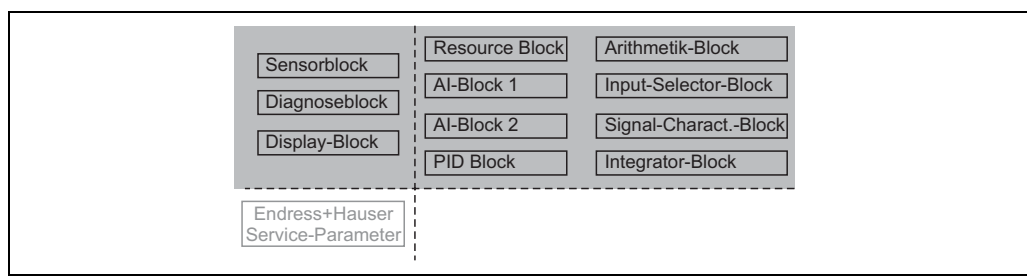 Sensorblock
Diagnoseblock
Display-Block
Resource Block
AI-Block 1
AI-Block 2
PID Block
Arithmetik-Block
Input-Selector-Block
Signal-Charact.-Block
Integrator-Block
Endress+Hauser
Service-Parameter